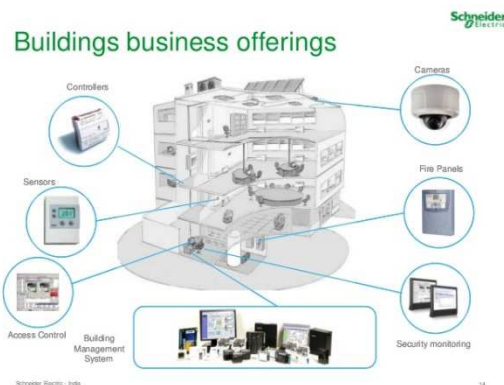 Schneider
Electric
Buildings business offerings
Controllers
Cameras
Sensors
Fire Panels
Access Control
Building
Management
System
Security monitoring
Schneider Electric - India